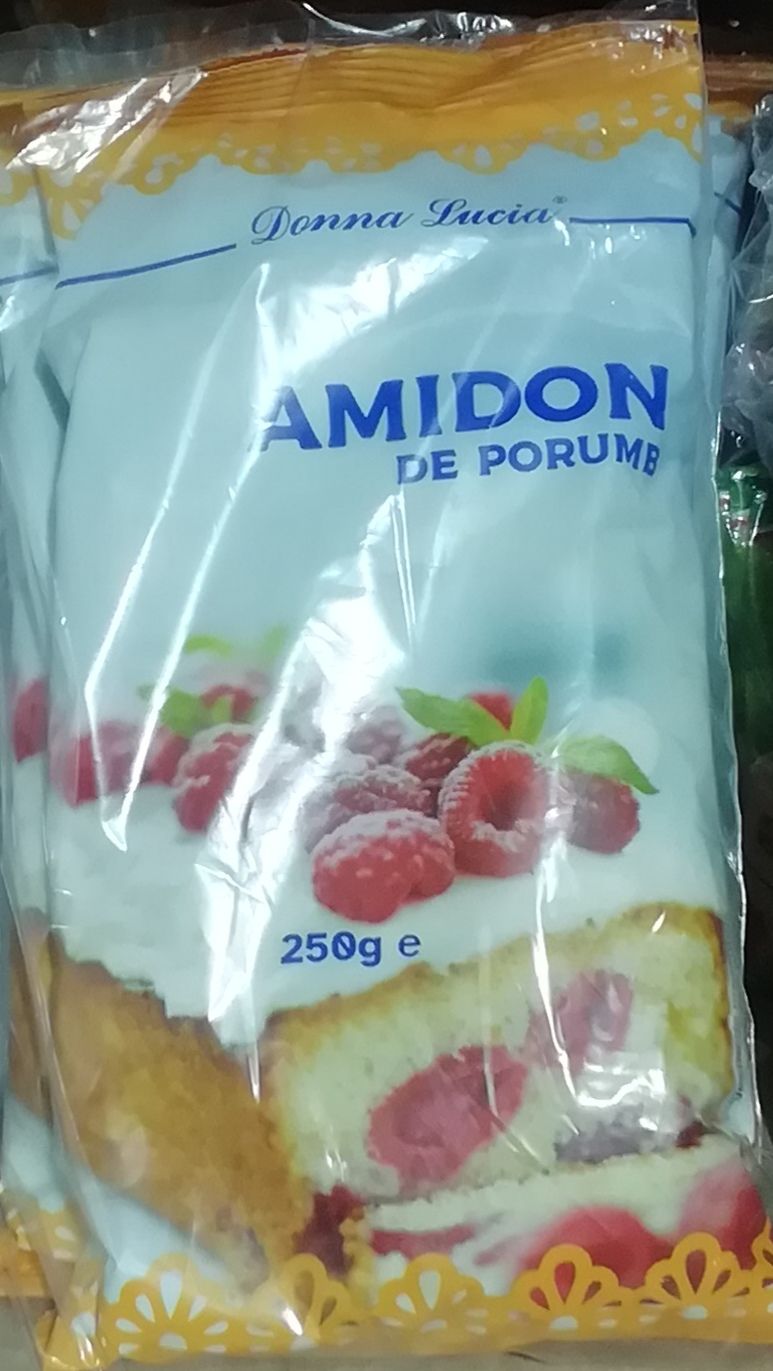 Donna Lucia®
AMIDON
DE PORUMB
250g e